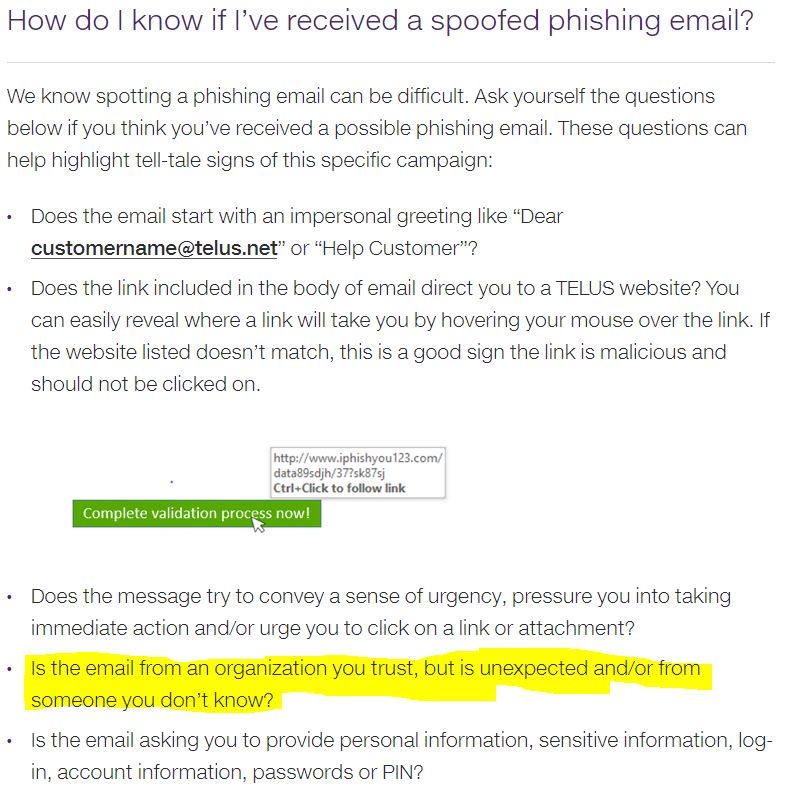 How do I know if I’ve received a spoofed phishing email?
We know spotting a phishing email can be difficult. Ask yourself the questions
below if you think you’ve received a possible phishing email. These questions can
help highlight tell-tale signs of this specific campaign:
• Does the email start with an impersonal greeting like “Dear
customername@telus.net” or “Help Customer”?
• Does the link included in the body of email direct you to a TELUS website? You
can easily reveal where a link will take you by hovering your mouse over the link. If
the website listed doesn’t match, this is a good sign the link is malicious and
should not be clicked on.
http://www.iphishyou123.com/
data89sdjh/37?sk87sj
Ctrl+Click to follow link
Complete validation process now!
• Does the message try to convey a sense of urgency, pressure you into taking
immediate action and/or urge you to click on a link or attachment?
• Is the email from an organization you trust, but is unexpected and/or from
someone you don’t know?
• Is the email asking you to provide personal information, sensitive information, log-
in, account information, passwords or PIN?